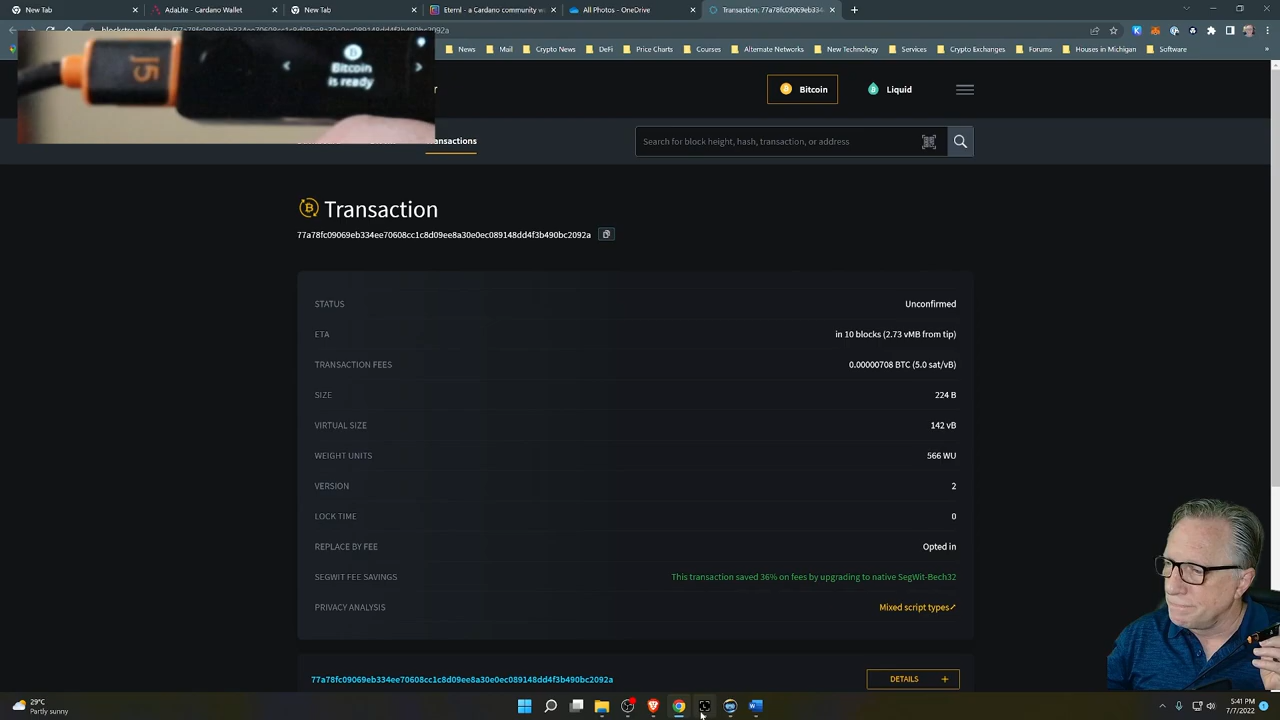 New Tab
AdaLite - Cardano Wallet
New Tab
Eternl - a Cardano community w
All Photos - OneDrive
Transaction: 77a78fc09069eb334
News
Mail
Crypto News
DeFi
Price Charts
Courses
Alternate Networks
New Technology
Services
Crypto Exchanges
Forums
Houses in Michigan
Software
J5
Bitcoin
is ready
Bitcoin
Liquid
ransactions
Search for block height, hash, transaction, or address
Transaction
77a78fc09069eb334ee70608cc1c8d09ee8a30e0ec089148dd4f3b490bc2092a
STATUS Unconfirmed
ETA in 10 blocks (2.73 vMB from tip)
TRANSACTION FEES 0.00000708 BTC (5.0 sat/vB)
SIZE 224 B
VIRTUAL SIZE 142 vB
WEIGHT UNITS 566 WU
VERSION 2
LOCK TIME 0
REPLACE BY FEE Opted in
SEGWIT FEE SAVINGS This transaction saved 36% on fees by upgrading to native SegWit-Bech32
PRIVACY ANALYSIS Mixed script types
77a78fc09069eb334ee70608cc1c8d09ee8a30e0ec089148dd4f3b490bc2092a
DETAILS +
29°C
Partly sunny
5:41 PM
7/7/2022